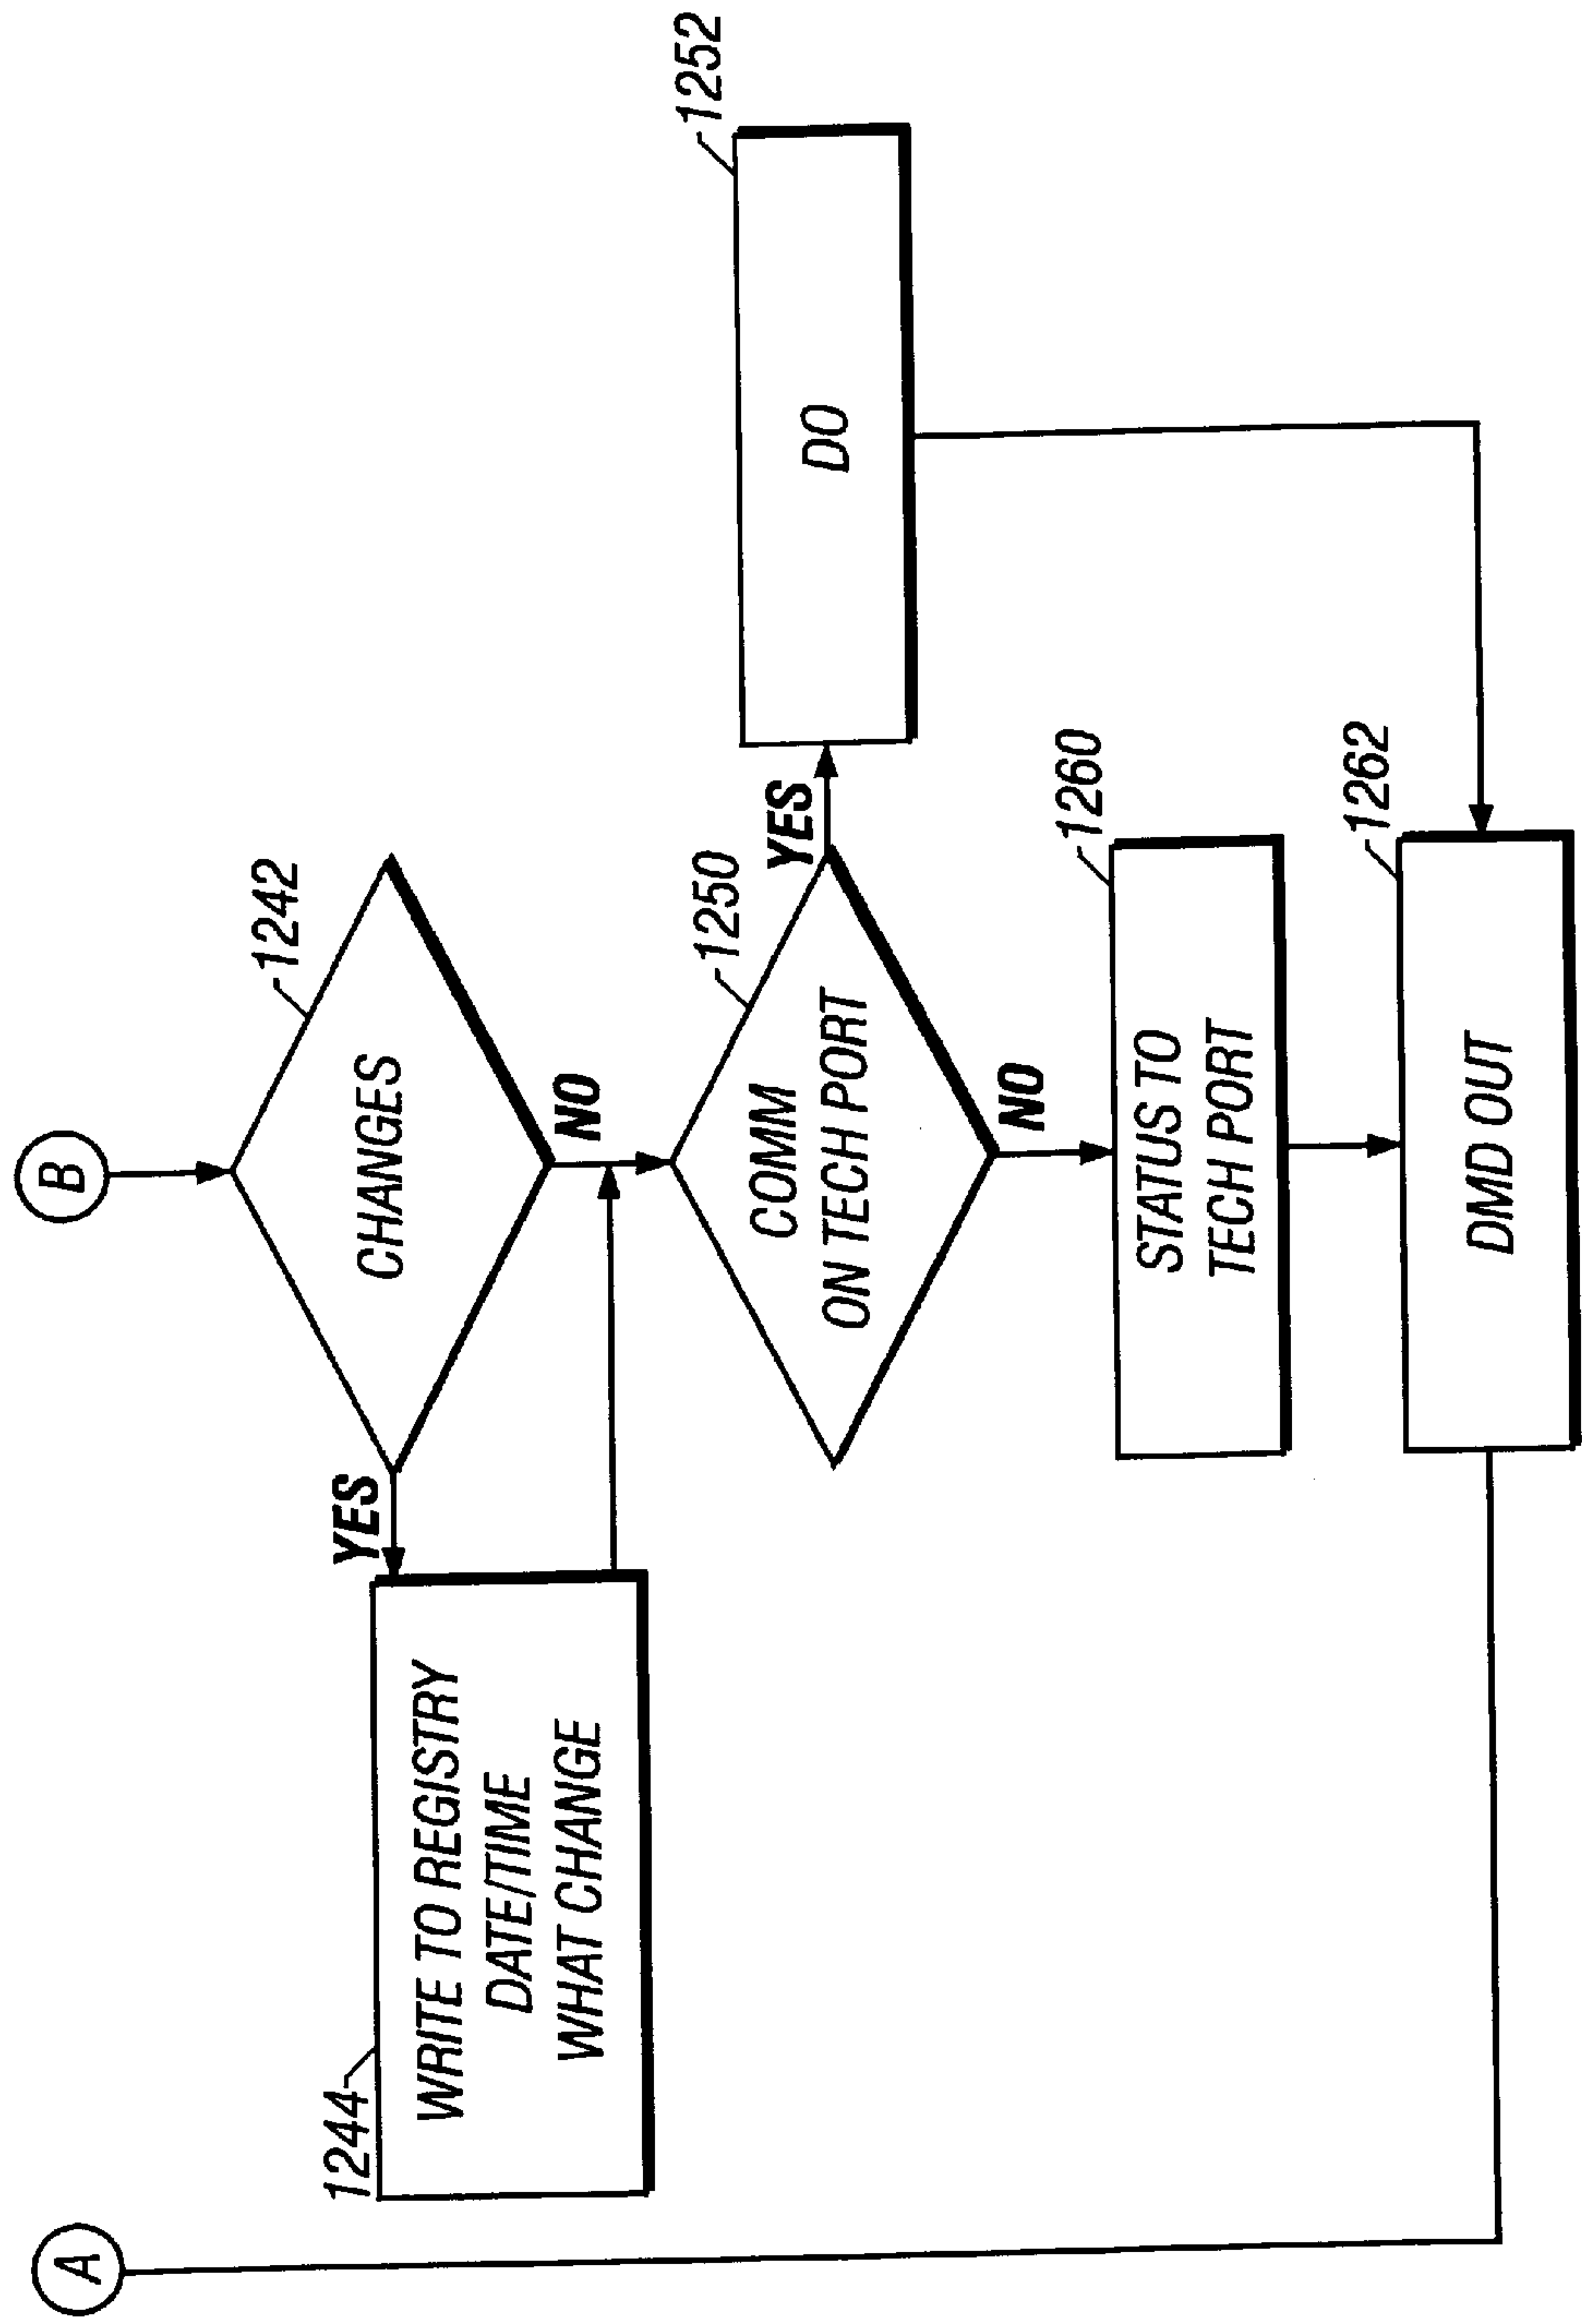 B
1242
CHANGES
YES
NO
1244
WRITE TO REGISTRY
DATE/TIME
WHAT CHANGE
1250
COMM
ON TECH PORT
YES
NO
1252
DO
1260
STATUS TO
TECH PORT
1262
DMD OUT
A